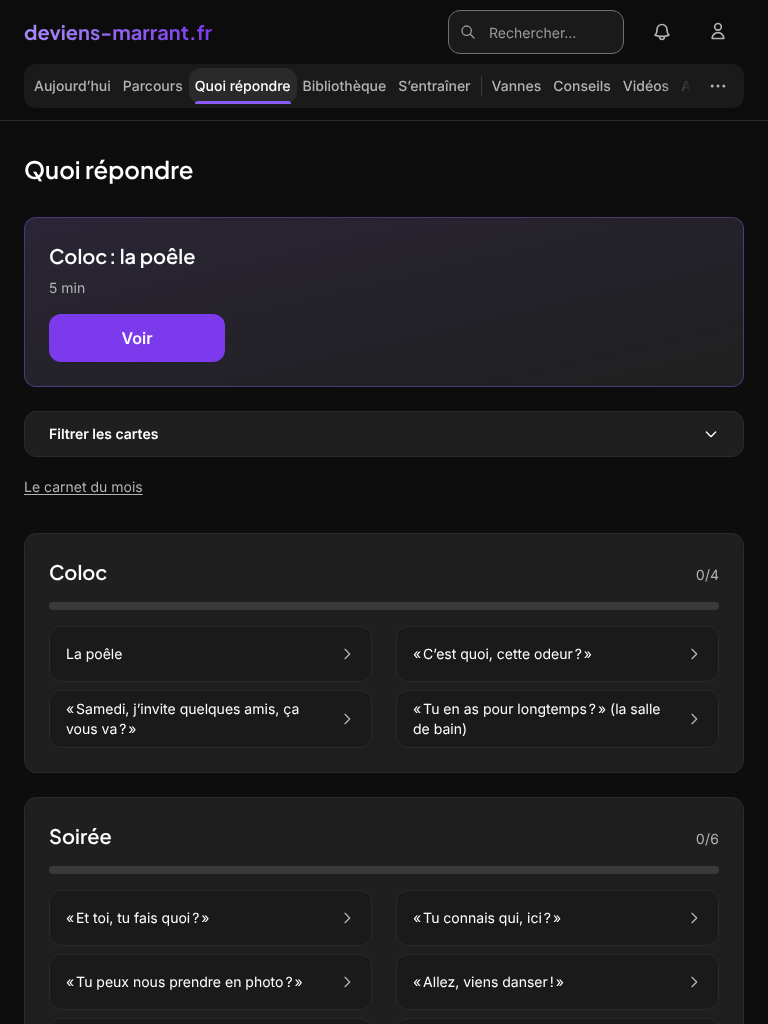 deviens-marrant.fr
Rechercher...
Aujourd’hui Parcours Quoi répondre Bibliothèque S’entraîner Vannes Conseils Vidéos A
Quoi répondre
Coloc : la poêle
5 min
Voir
Filtrer les cartes
Le carnet du mois
Coloc
0/4
La poêle
« C’est quoi, cette odeur ? »
« Samedi, j’invite quelques amis, ça
vous va ? »
« Tu en as pour longtemps ? » (la salle
de bain)
Soirée
0/6
« Et toi, tu fais quoi ? »
« Tu connais qui, ici ? »
« Tu peux nous prendre en photo ? »
« Allez, viens danser ! »